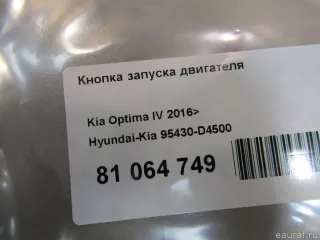 Кнопка запуска двигателя
Kia Optima IV 2016>
Hyundai-Kia 95430-D4500
81 064 749
eaural.ru